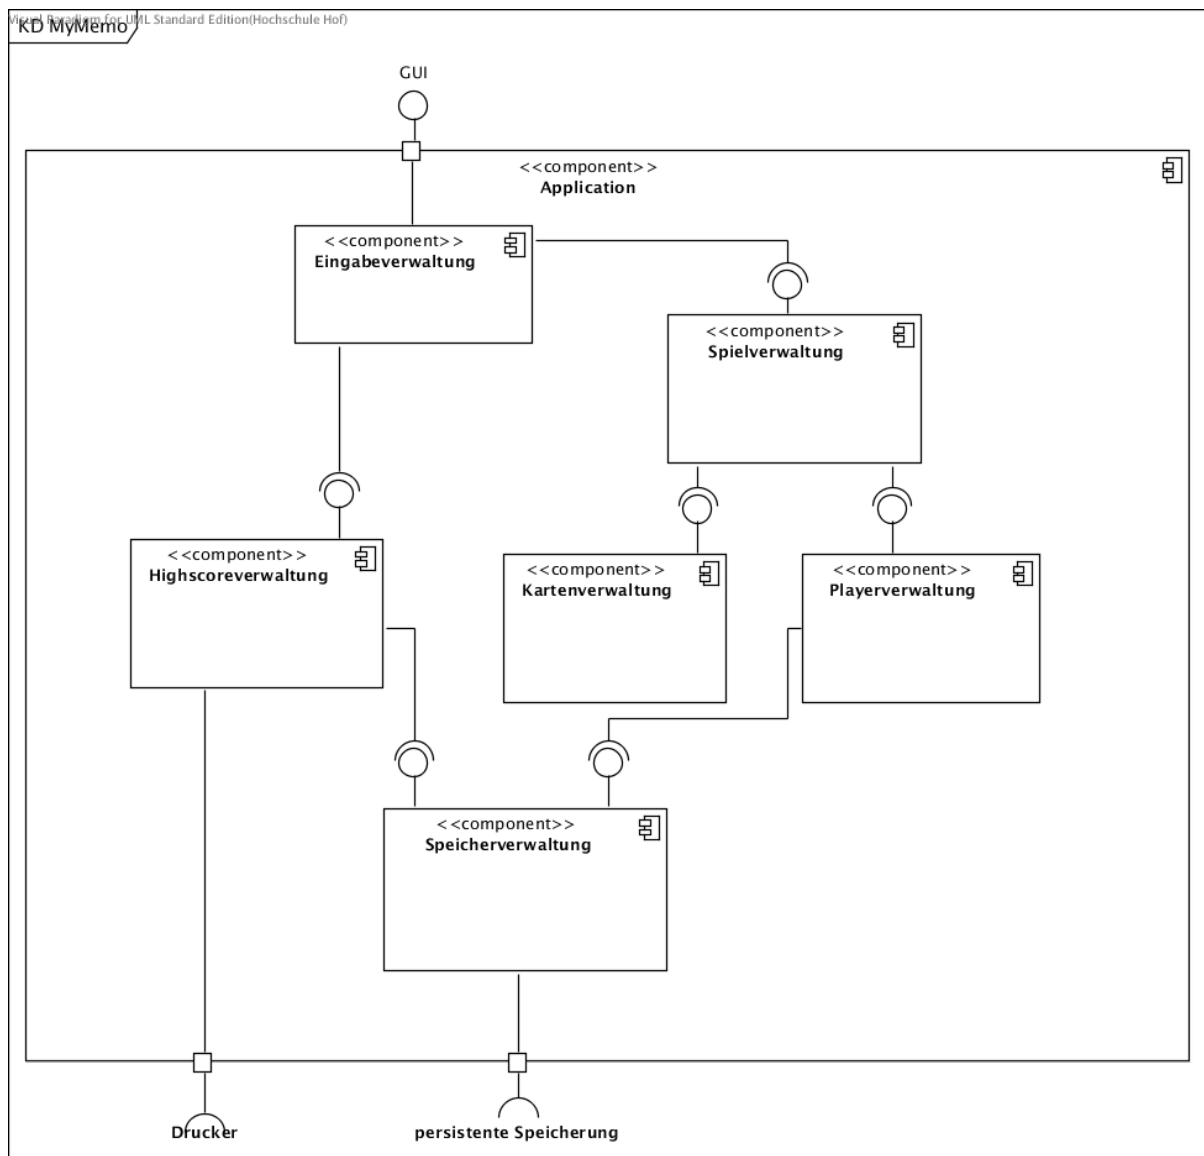 Visual Paradigm for UML Standard Edition(Hochschule Hof)
KD MyMemo
GUI
<<component>>
Application
<<component>>
Eingabeverwaltung
<<component>>
Spielverwaltung
<<component>>
Highscoreverwaltung
<<component>>
Kartenverwaltung
<<component>>
Playerverwaltung
<<component>>
Speicherverwaltung
Drucker
persistente Speicherung